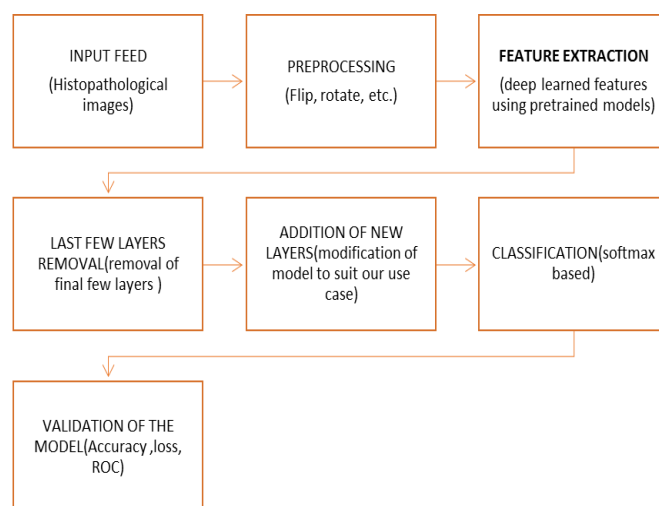 INPUT FEED
(Histopathological
images)
PREPROCESSING
(Flip, rotate, etc.)
FEATURE EXTRACTION
(deep learned features
using pretrained models)
LAST FEW LAYERS
REMOVAL(removal of
final few layers )
ADDITION OF NEW
LAYERS(modification of
model to suit our use
case)
CLASSIFICATION(softmax
based)
VALIDATION OF THE
MODEL(Accuracy ,loss,
ROC)